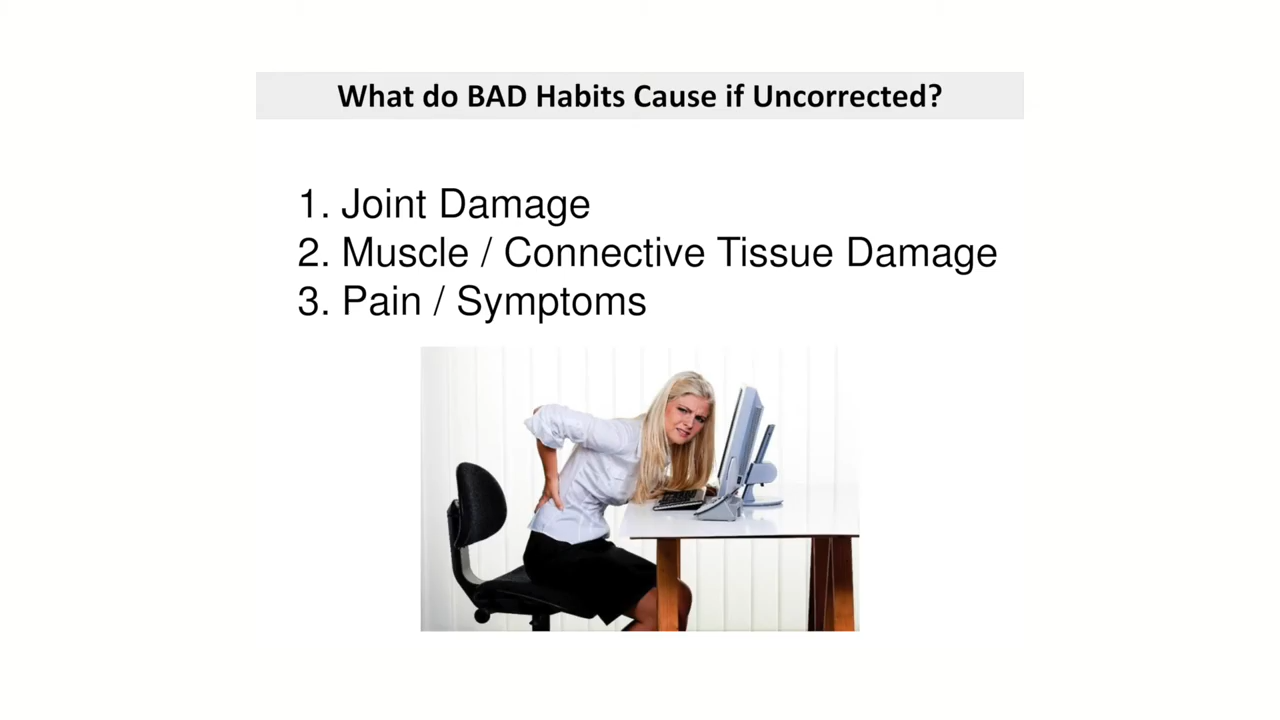 What do BAD Habits Cause if Uncorrected?
1. Joint Damage
2. Muscle / Connective Tissue Damage
3. Pain / Symptoms